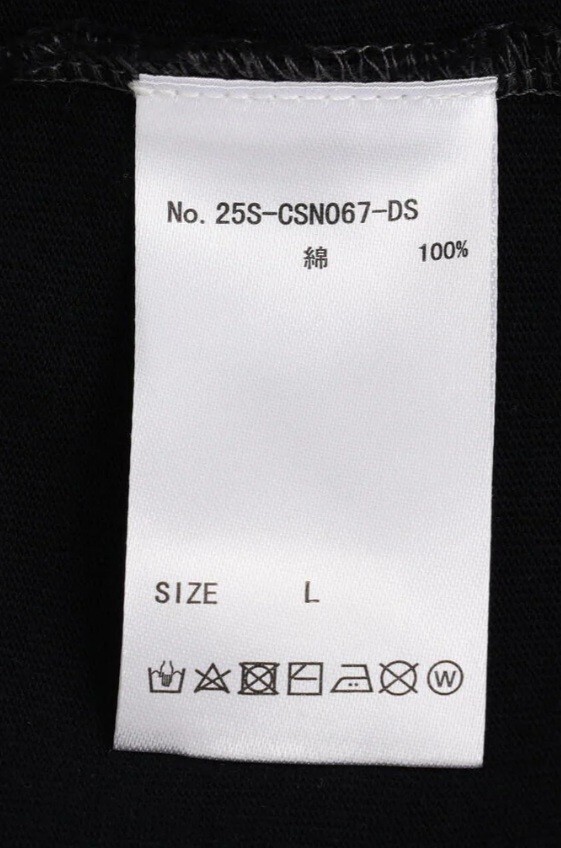 No. 25S-CSN067-DS
綿 100%
SIZE L
W